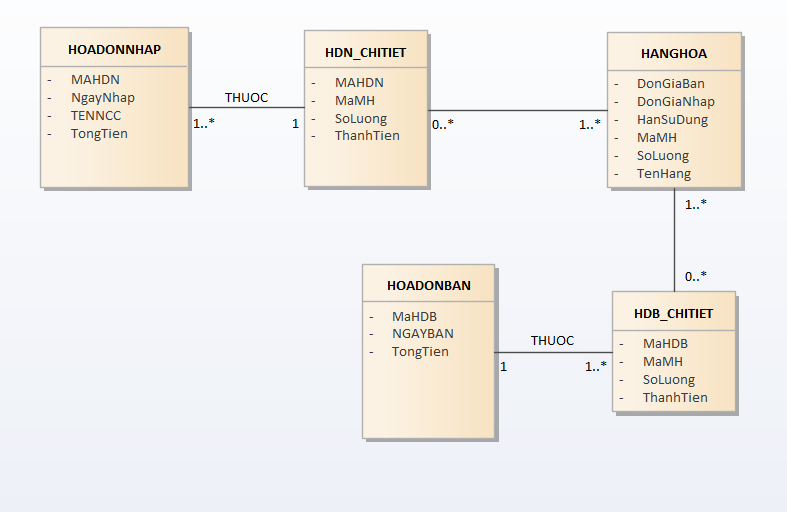 HOADONNHAP
- MAHDN
- NgayNhap
- TENNCC
- TongTien
THUOC
1..*
1
HDN_CHITIET
- MAHDN
- MaMH
- SoLuong
- ThanhTien
0..*
1..*
HANGHOA
- DonGiaBan
- DonGiaNhap
- HanSuDung
- MaMH
- SoLuong
- TenHang
1..*
0..*
HOADONBAN
- MaHDB
- NGAYBAN
- TongTien
THUOC
1
1..*
HDB_CHITIET
- MaHDB
- MaMH
- SoLuong
- ThanhTien